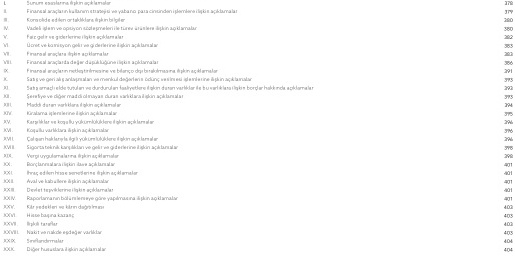 I. Sunum esaslarına ilişkin açıklamalar 378
II. Finansal araçların kullanım stratejisi ve yabancı para cinsinden işlemlere ilişkin açıklamalar 379
III. Konsolide edilen ortaklıklara ilişkin bilgiler 380
IV. Vadeli işlem ve opsiyon sözleşmeleri ile türev ürünlere ilişkin açıklamalar 382
V. Faiz gelir ve giderlerine ilişkin açıklamalar 382
VI. Ücret ve komisyon gelir ve giderlerine ilişkin açıklamalar 383
VII. Finansal araçlara ilişkin açıklamalar 383
VIII. Finansal araçlarda değer düşüklüğüne ilişkin açıklamalar 386
IX. Finansal araçların netleştirilmesine ve bilanço dışı bırakılmasına ilişkin açıklamalar 391
X. Satış ve geri alış anlaşmaları ve menkul değerlerin ödünç verilmesi işlemlerine ilişkin açıklamalar 393
XI. Satış amaçlı elde tutulan ve durdurulan faaliyetlere ilişkin duran varlıklar ile bu varlıklara ilişkin borçlar hakkında açıklamalar 393
XII. Şerefiye ve diğer maddi olmayan duran varlıklara ilişkin açıklamalar 393
XIII. Maddi duran varlıklara ilişkin açıklamalar 394
XIV. Kiralama işlemlerine ilişkin açıklamalar 395
XV. Karşılıklar ve koşullu yükümlülüklere ilişkin açıklamalar 396
XVI. Koşullu varlıklara ilişkin açıklamalar 396
XVII. Çalışan haklarıyla ilgili yükümlülüklere ilişkin açıklamalar 396
XVIII. Sigorta teknik karşılıkları ve gelir ve giderlerine ilişkin açıklamalar 398
XIX. Vergi uygulamalarına ilişkin açıklamalar 398
XX. Borçlanmalara ilişkin ilave açıklamalar 401
XXI. İhraç edilen hisse senetlerine ilişkin açıklamalar 401
XXII. Aval ve kabullere ilişkin açıklamalar 401
XXIII. Devlet teşviklerine ilişkin açıklamalar 401
XXIV. Raporlamanın bölümlemeye göre yapılmasına ilişkin açıklamalar 401
XXV. Kâr yedekleri ve kârın dağıtılması 403
XXVI. Hisse başına kazanç 403
XXVII. İlişkili taraflar 403
XXVIII. Nakit ve nakde eşdeğer varlıklar 403
XXIX. Sınıflandırmalar 404
XXX. Diğer hususlara ilişkin açıklamalar 404